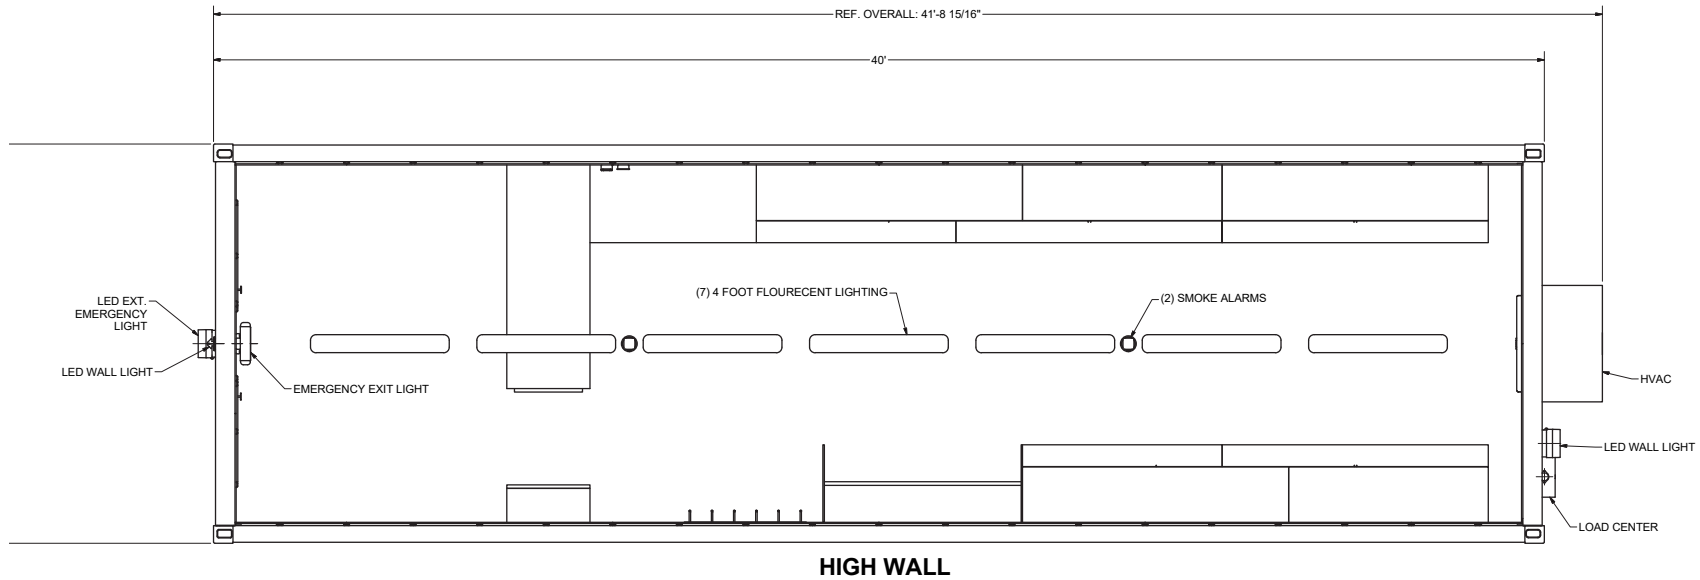 REF. OVERALL: 41'-8 15/16"
40'
(7) 4 FOOT FLOURECENT LIGHTING
(2) SMOKE ALARMS
LED EXT.
EMERGENCY
LIGHT
LED WALL LIGHT
EMERGENCY EXIT LIGHT
HVAC
LED WALL LIGHT
LOAD CENTER
HIGH WALL